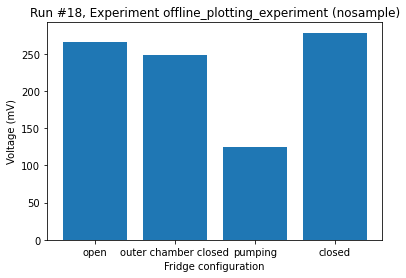 Run #18, Experiment offline_plotting_experiment (nosample)
Voltage (mV)
250
200
150
100
50
0
open outer chamber closed pumping closed
Fridge configuration